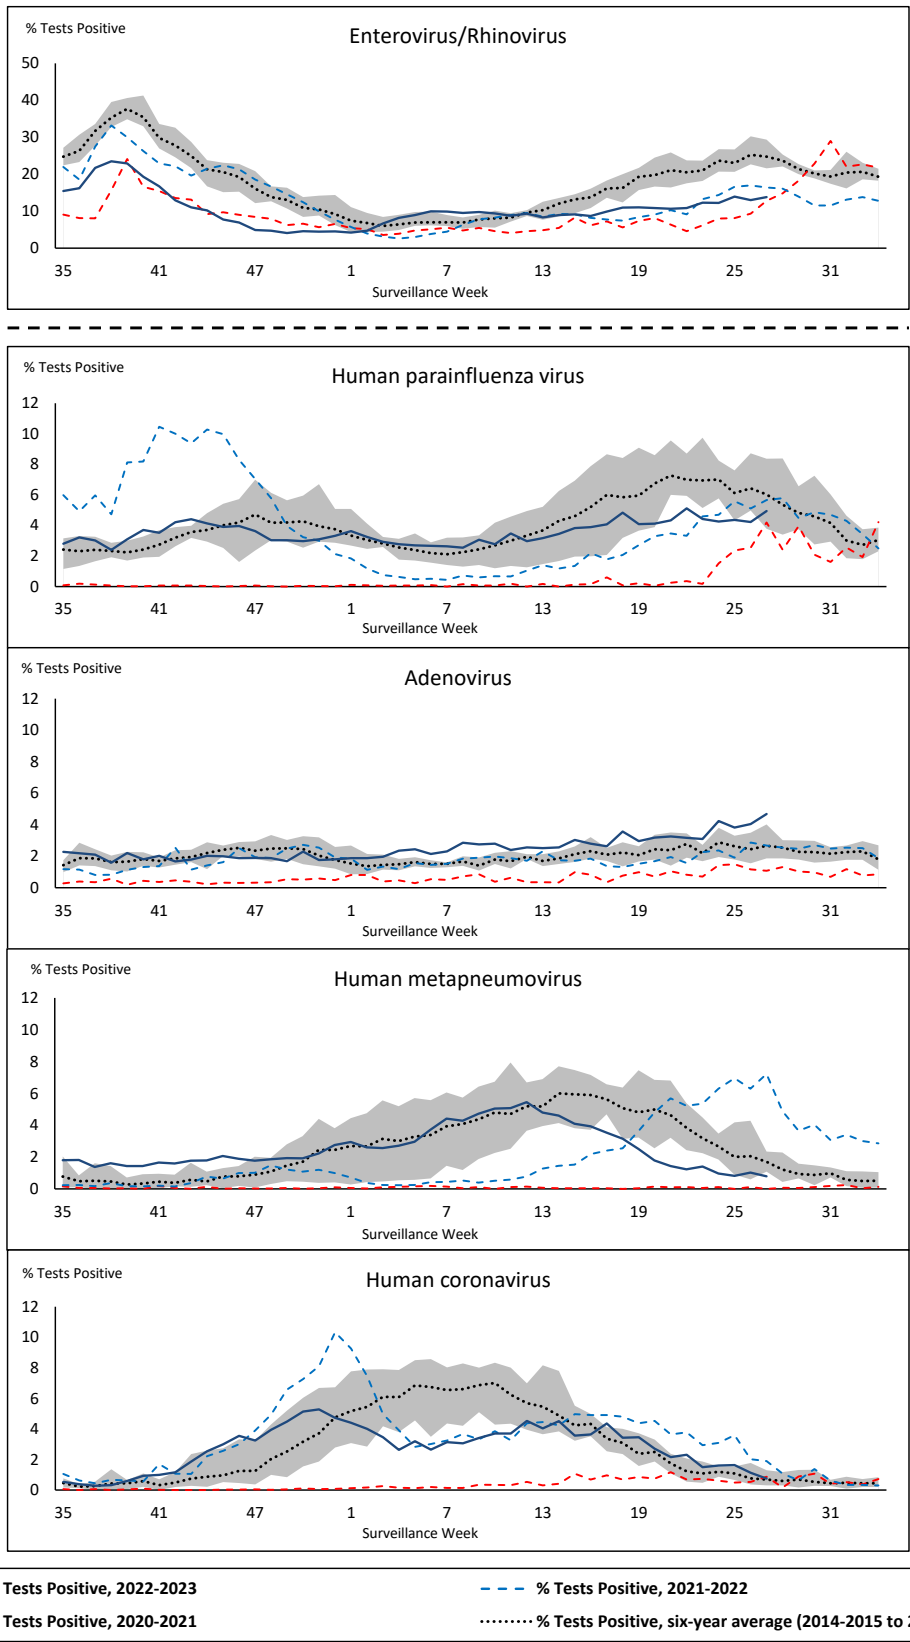 % Tests Positive
Enterovirus/Rhinovirus
50
40
30
20
10
0
35 41 47 1 7 13 19 25 31
Surveillance Week
% Tests Positive
Human parainfluenza virus
12
10
8
6
4
2
0
35 41 47 1 7 13 19 25 31
Surveillance Week
% Tests Positive
Adenovirus
12
10
8
6
4
2
0
35 41 47 1 7 13 19 25 31
Surveillance Week
% Tests Positive
Human metapneumovirus
12
10
8
6
4
2
0
35 41 47 1 7 13 19 25 31
Surveillance Week
% Tests Positive
Human coronavirus
12
10
8
6
4
2
0
35 41 47 1 7 13 19 25 31
Surveillance Week
Tests Positive, 2022-2023 % Tests Positive, 2021-2022
Tests Positive, 2020-2021 % Tests Positive, six-year average (2014-2015 to